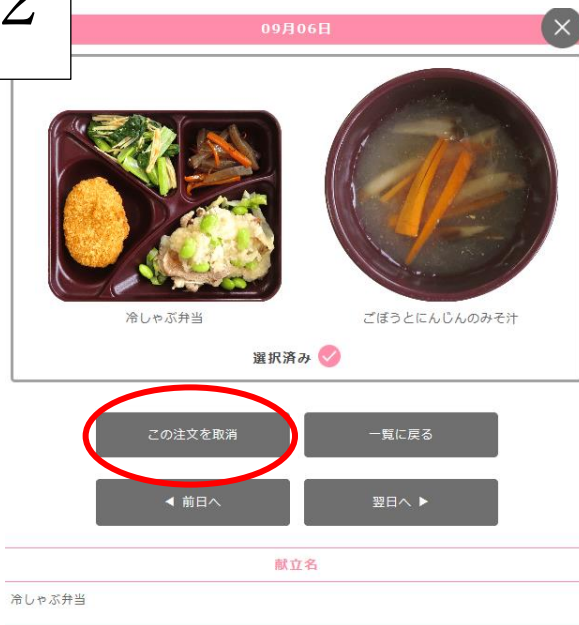 2
09月06日
冷しゃぶ弁当
ごぼうとにんじんのみそ汁
選択済み
この注文を取消
一覧に戻る
◀ 前日へ
翌日へ ▶
献立名
冷しゃぶ弁当